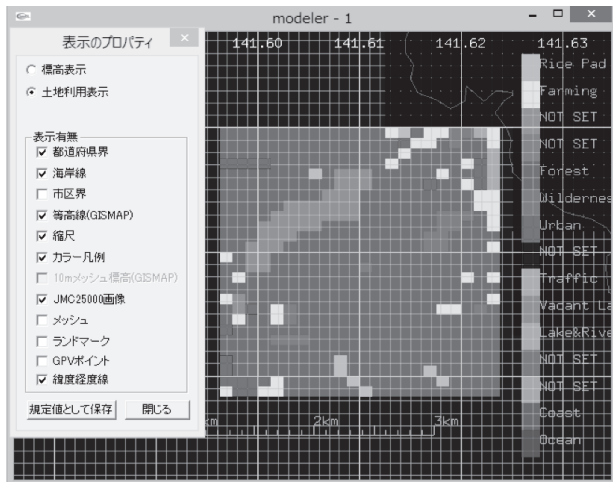 modeler - 1
表示のプロパティ
標高表示
土地利用表示
表示有無
都道府県界
海岸線
市区界
等高線(GISMAP)
縮尺
カラー凡例
10mメッシュ標高(GISMAP)
JMC25000画像
メッシュ
ランドマーク
GPVポイント
緯度経度線
規定値として保存
閉じる
141.60
141.61
141.62
141.63
Rice Pad
Farming
NOT SET
NOT SET
Forest
Wildernes
Urban
NOT SET
Traffic
Vacant La
Lake&Rive
NOT SET
NOT SET
Coast
Ocean
km
2km
3km